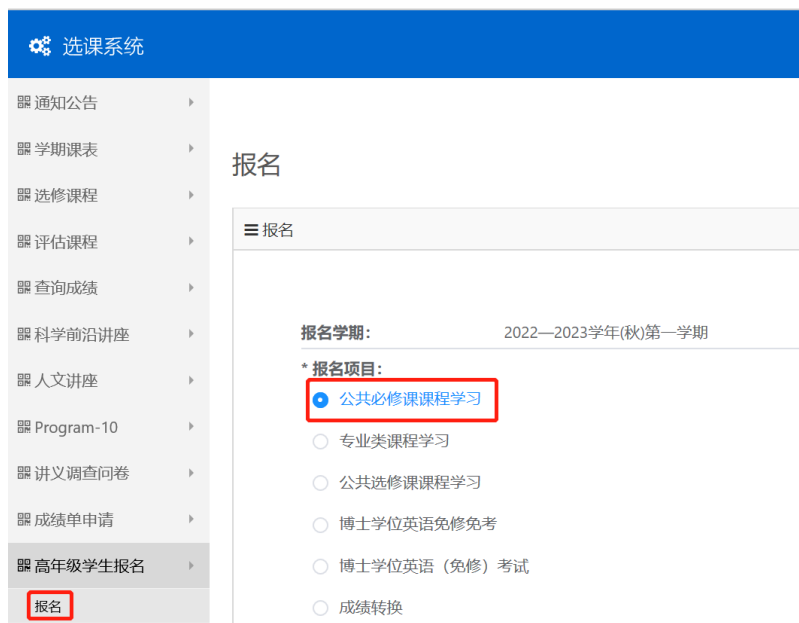 选课系统
通知公告
学期课表
选修课程
评估课程
查询成绩
科学前沿讲座
人文讲座
Program-10
讲义调查问卷
成绩单申请
高年级学生报名
报名
报名
报名
报名学期： 2022—2023学年(秋)第一学期
* 报名项目：
公共必修课课程学习
专业类课程学习
公共选修课课程学习
博士学位英语免修免考
博士学位英语（免修）考试
成绩转换